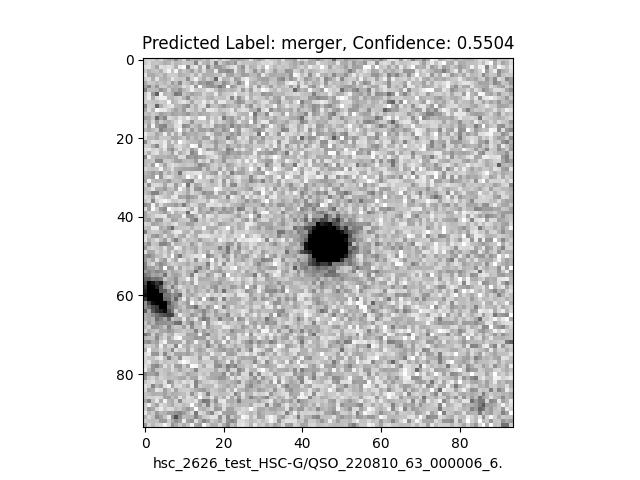 Predicted Label: merger, Confidence: 0.5504
0
20
40
60
80
0 20 40 60 80
hsc_2626_test_HSC-G/QSO_220810_63_000006_6.